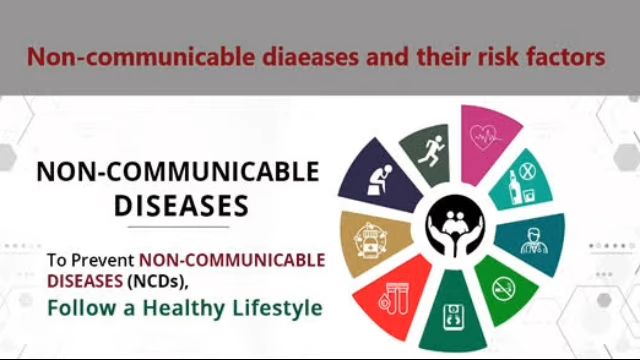 Non-communicable diaeases and their risk factors
NON-COMMUNICABLE
DISEASES
To Prevent NON-COMMUNICABLE
DISEASES (NCDs),
Follow a Healthy Lifestyle